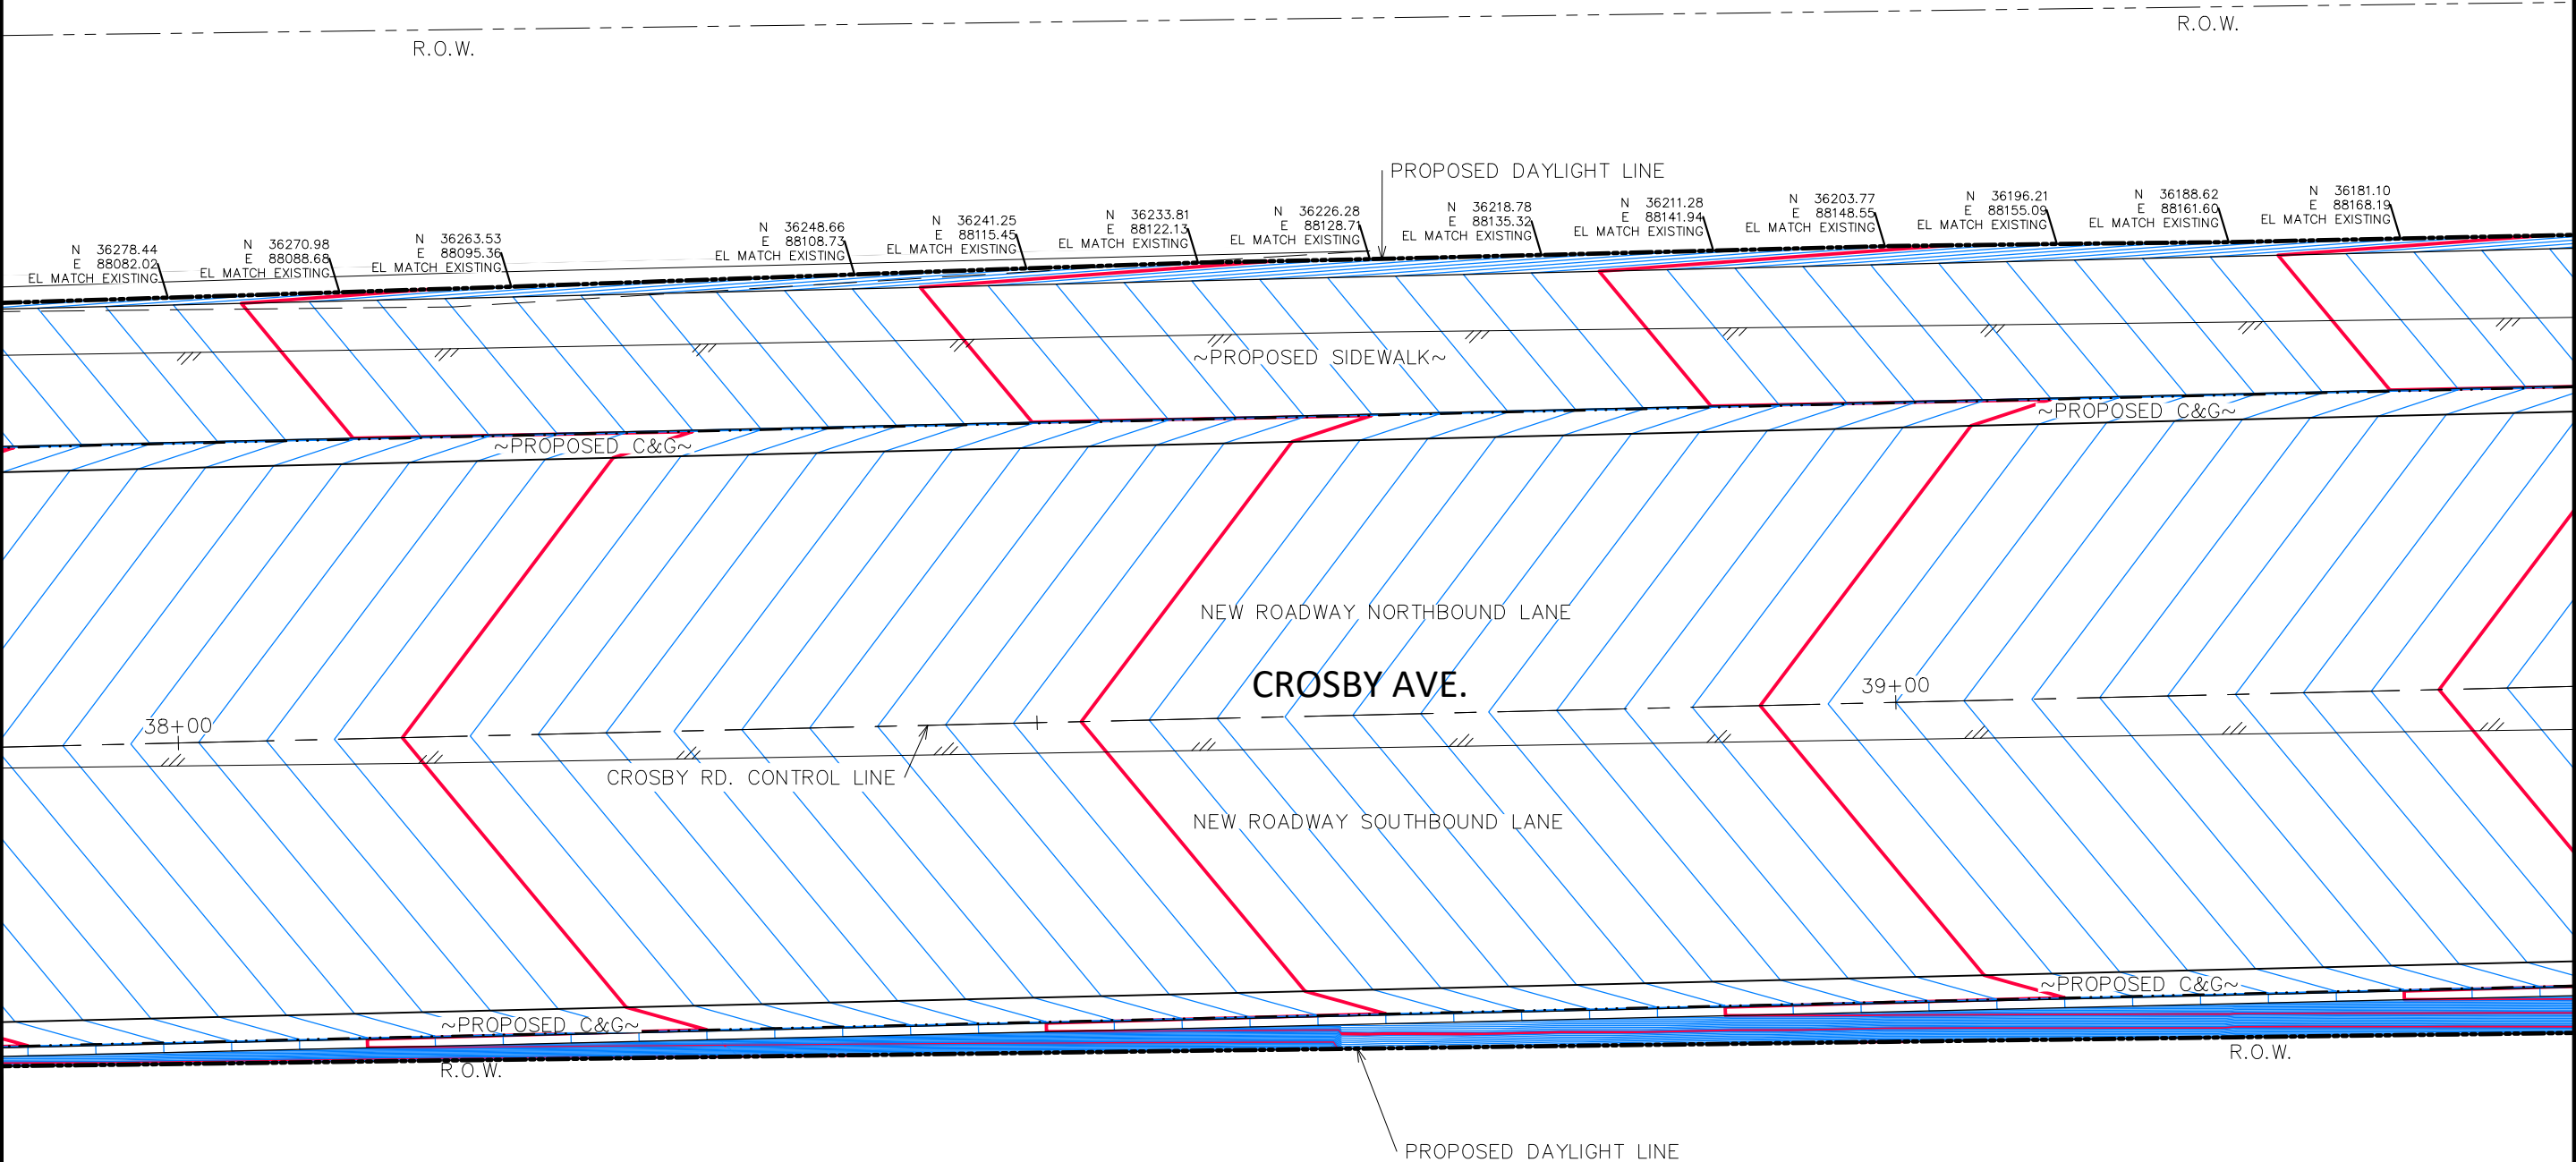 R.O.W.
R.O.W.
PROPOSED DAYLIGHT LINE
N 36278.44
E 88082.02
EL MATCH EXISTING
N 36270.98
E 88088.68
EL MATCH EXISTING
N 36263.53
E 88095.36
EL MATCH EXISTING
N 36248.66
E 88108.73
EL MATCH EXISTING
N 36241.25
E 88115.45
EL MATCH EXISTING
N 36233.81
E 88122.13
EL MATCH EXISTING
N 36226.28
E 88128.71
EL MATCH EXISTING
N 36218.78
E 88135.32
EL MATCH EXISTING
N 36211.28
E 88141.94
EL MATCH EXISTING
N 36203.77
E 88148.55
EL MATCH EXISTING
N 36196.21
E 88155.09
EL MATCH EXISTING
N 36188.62
E 88161.60
EL MATCH EXISTING
N 36181.10
E 88168.19
EL MATCH EXISTING
~PROPOSED SIDEWALK~
~PROPOSED C&G~
~PROPOSED C&G~
NEW ROADWAY NORTHBOUND LANE
CROSBY AVE.
38+00
39+00
CROSBY RD. CONTROL LINE
NEW ROADWAY SOUTHBOUND LANE
~PROPOSED C&G~
~PROPOSED C&G~
R.O.W.
R.O.W.
PROPOSED DAYLIGHT LINE